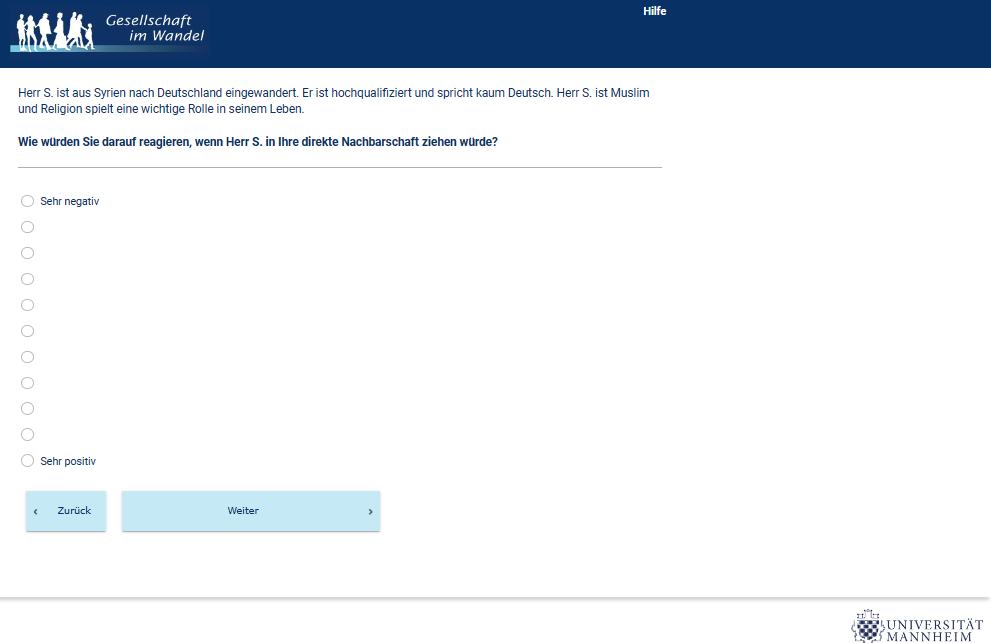 Gesellschaft
im Wandel
Hilfe
Herr S. ist aus Syrien nach Deutschland eingewandert. Er ist hochqualifiziert und spricht kaum Deutsch. Herr S. ist Muslim
und Religion spielt eine wichtige Rolle in seinem Leben.
Wie würden Sie darauf reagieren, wenn Herr S. in Ihre direkte Nachbarschaft ziehen würde?
Sehr negativ
Sehr positiv
‹ Zurück
Weiter ›
UNIVERSITÄT
MANNHEIM